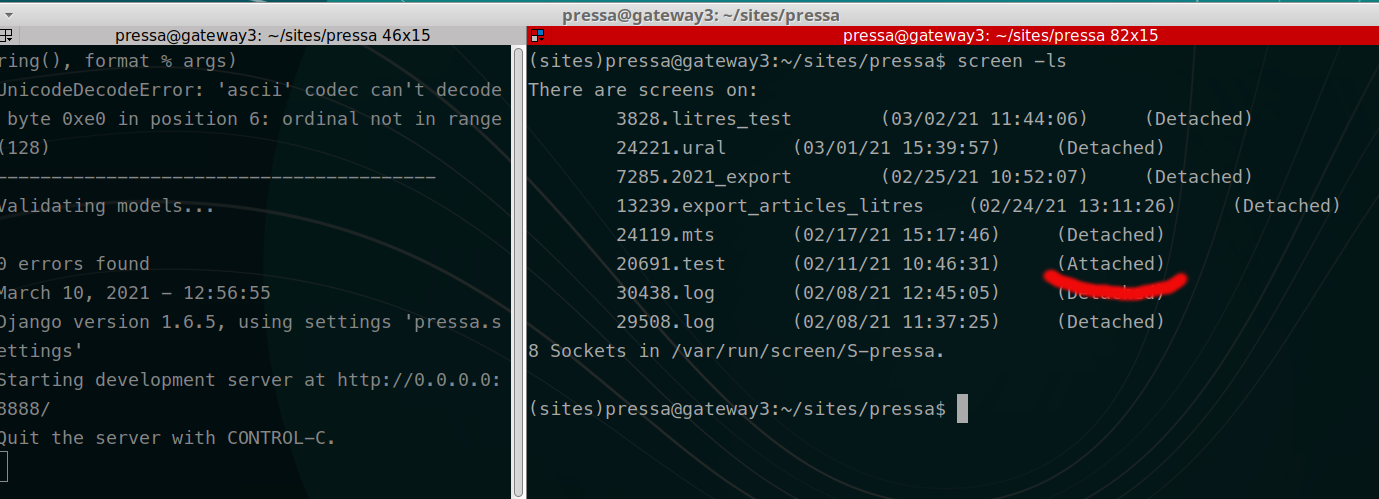 pressa@gateway3: ~/sites/pressa
pressa@gateway3: ~/sites/pressa 46x15
ring(), format % args)
UnicodeDecodeError: 'ascii' codec can't decode
byte 0xe0 in position 6: ordinal not in range
(128)
----------------------------------------
Validating models...
0 errors found
March 10, 2021 - 12:56:55
Django version 1.6.5, using settings 'pressa.s
ettings'
Starting development server at http://0.0.0.0:
8888/
Quit the server with CONTROL-C.
pressa@gateway3: ~/sites/pressa 82x15
(sites)pressa@gateway3:~/sites/pressa$ screen -ls
There are screens on:
3828.litres_test (03/02/21 11:44:06) (Detached)
24221.ural (03/01/21 15:39:57) (Detached)
7285.2021_export (02/25/21 10:52:07) (Detached)
13239.export_articles_litres (02/24/21 13:11:26) (Detached)
24119.mts (02/17/21 15:17:46) (Detached)
20691.test (02/11/21 10:46:31) (Attached)
30438.log (02/08/21 12:45:05) (Detached)
29508.log (02/08/21 11:37:25) (Detached)
8 Sockets in /var/run/screen/S-pressa.
(sites)pressa@gateway3:~/sites/pressa$